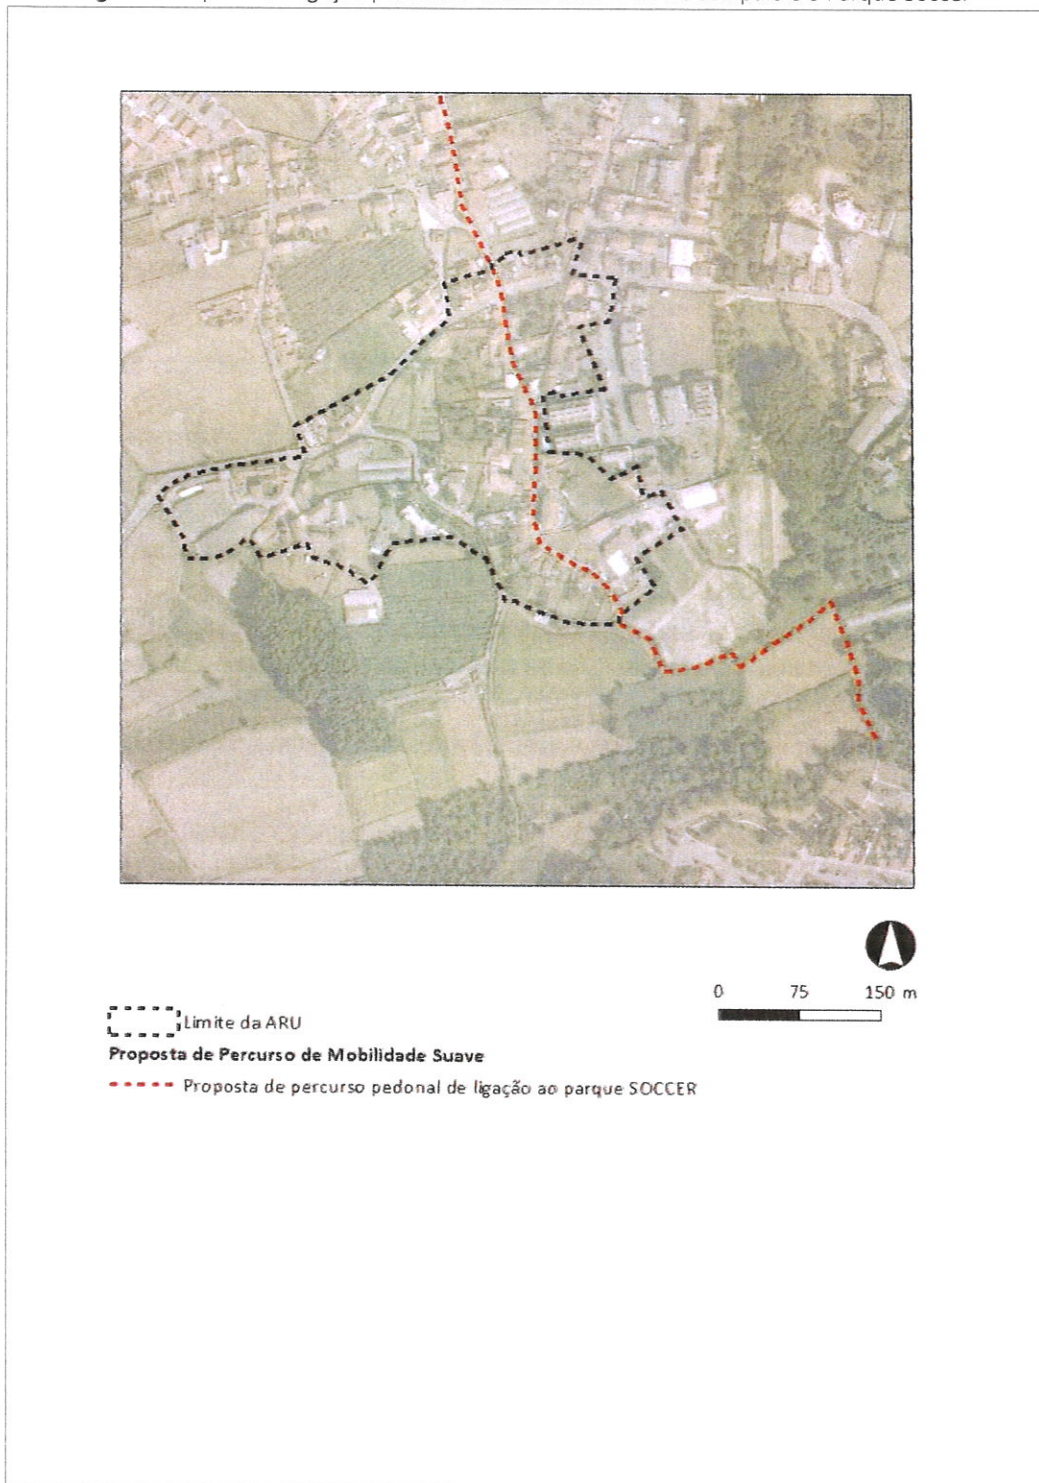 0 75 150 m
Limite da ARU
Proposta de Percurso de Mobilidade Suave
Proposta de percurso pedonal de ligação ao parque SOCCER